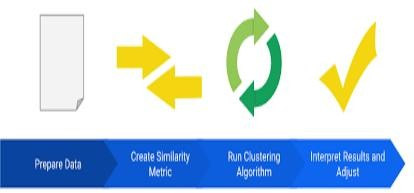 Prepare Data
Create Similarity
Metric
Run Clustering
Algorithm
Interpret Results and
Adjust